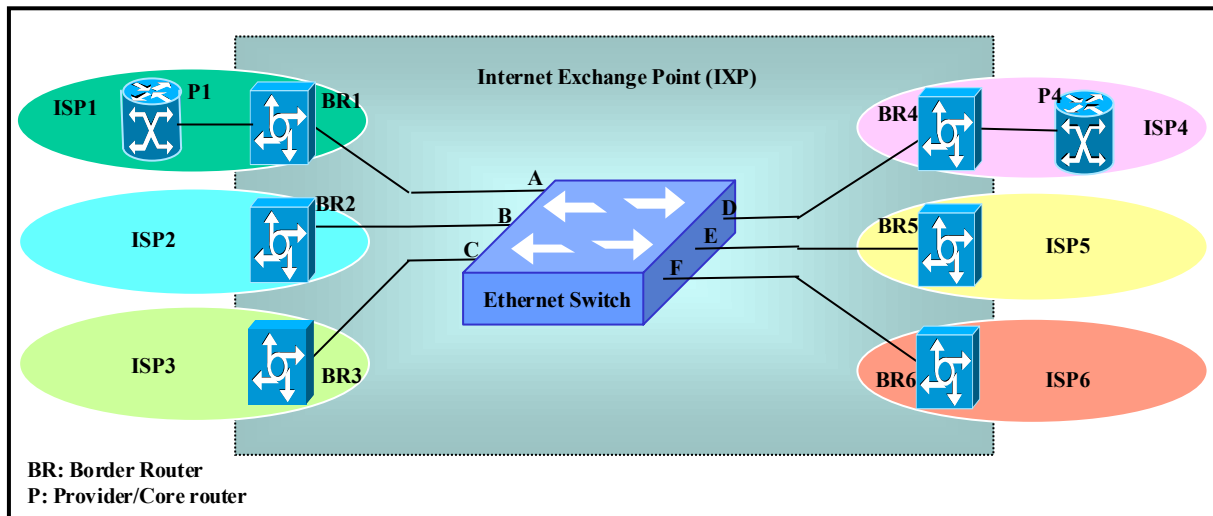 Internet Exchange Point (IXP)
ISP1
P1
BR1
BR4
P4
ISP4
A
ISP2
BR2
B
D
BR5
ISP5
C
E
F
Ethernet Switch
ISP3
BR3
BR6
ISP6
BR: Border Router
P: Provider/Core router